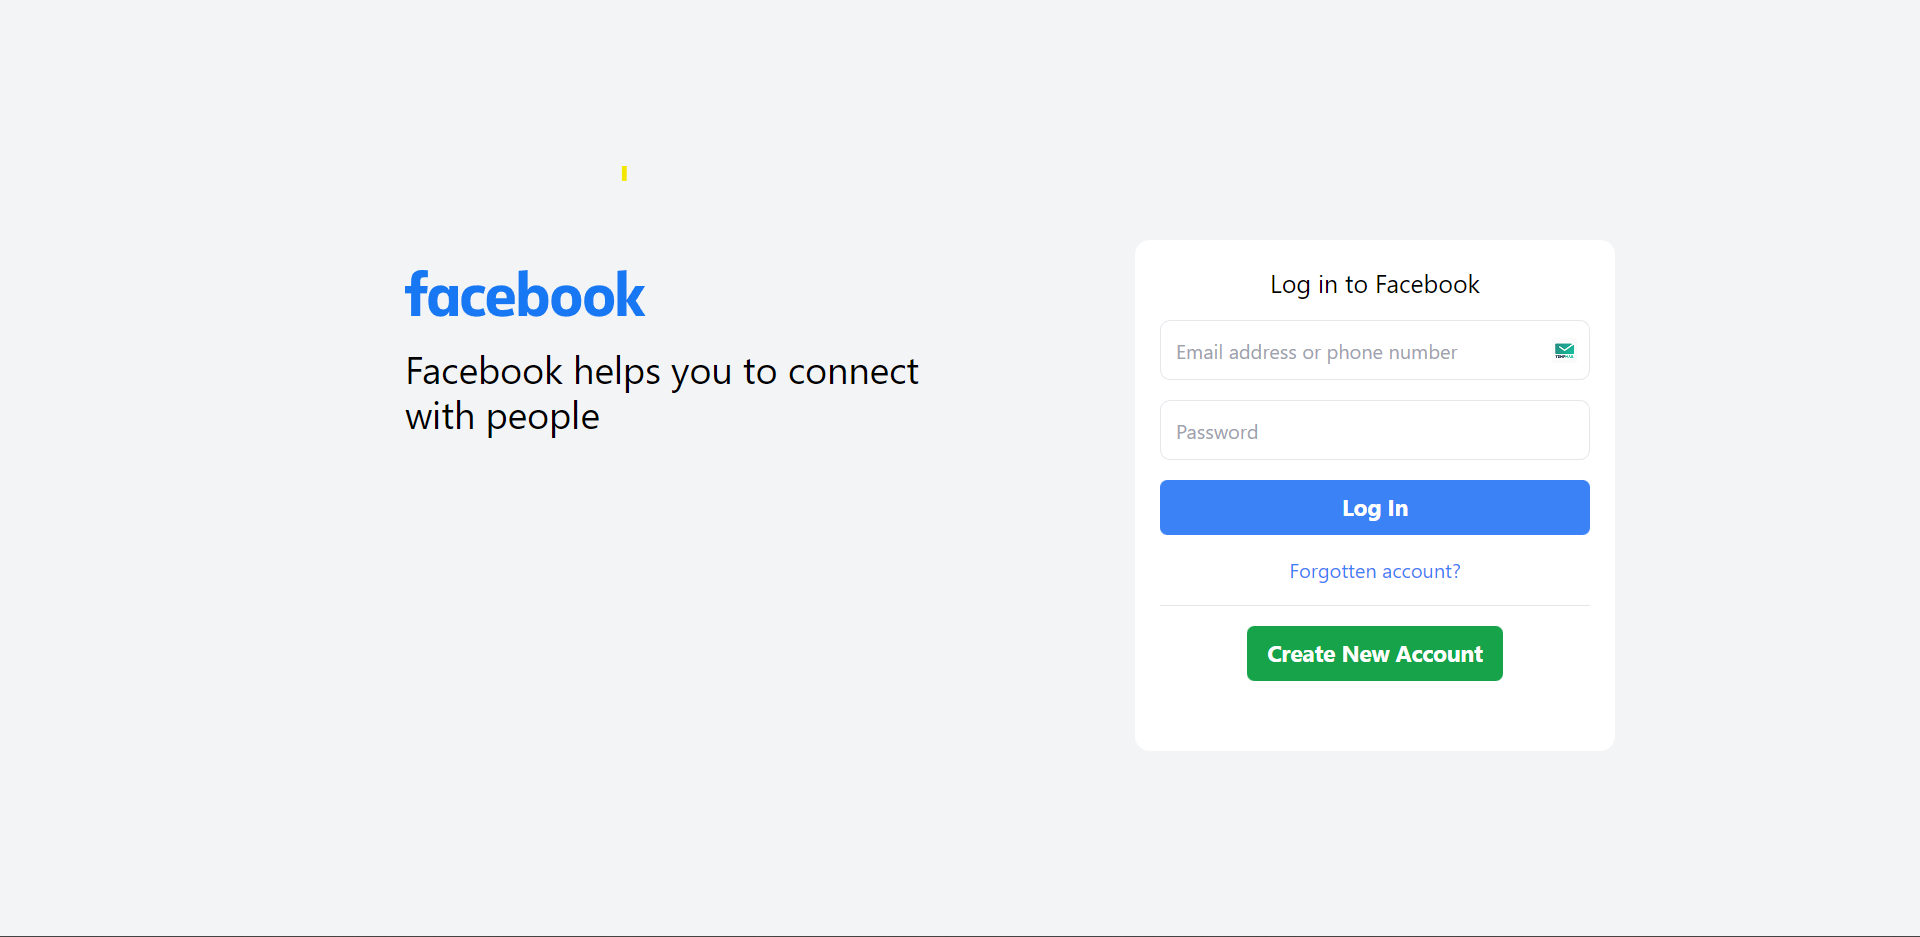 facebook
Facebook helps you to connect
with people
Log in to Facebook
Email address or phone number
Password
Log In
Forgotten account?
Create New Account